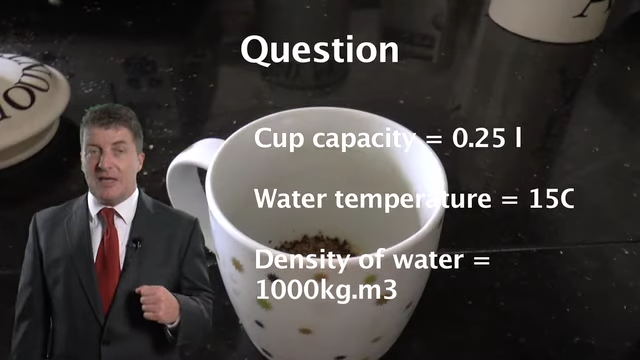 Question
Cup capacity = 0.25 l
Water temperature = 15C
Density of water =
1000kg.m3